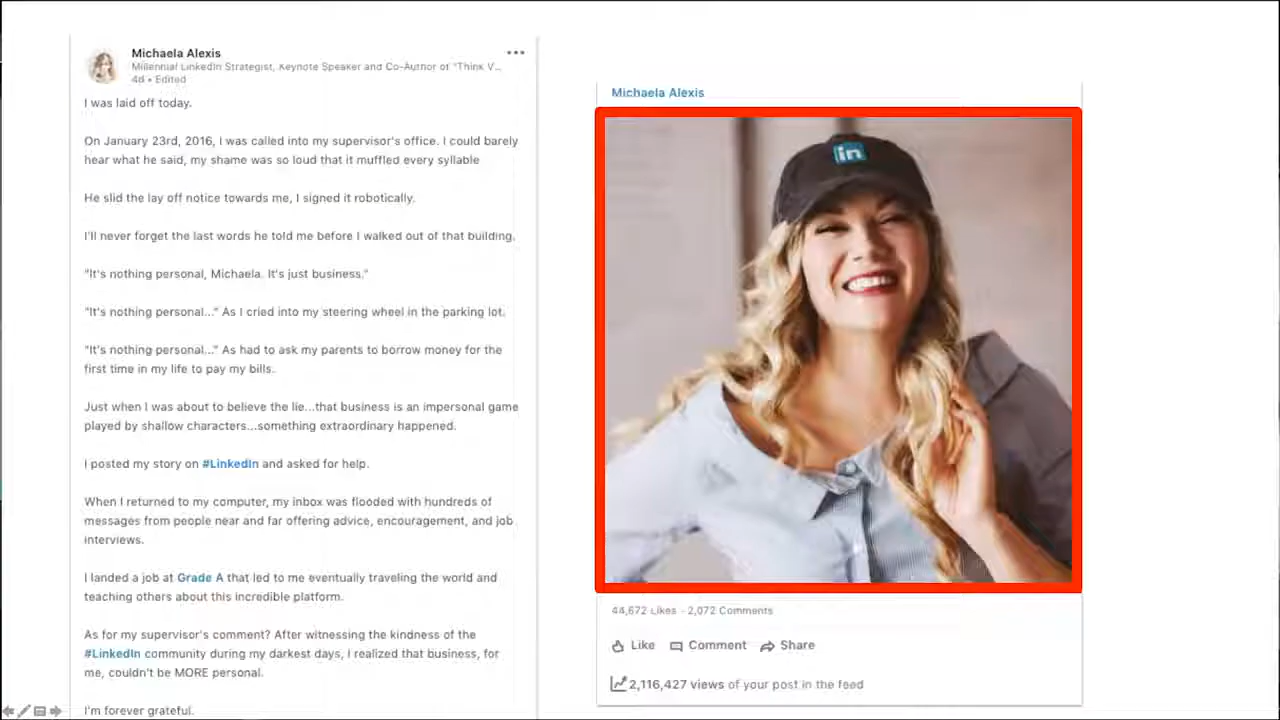 Michaela Alexis
Millennial LinkedIn Strategist, Keynote Speaker and Co-Author of "Think V...
4d • Edited
I was laid off today.
On January 23rd, 2016, I was called into my supervisor's office. I could barely
hear what he said, my shame was so loud that it muffled every syllable
He slid the lay off notice towards me, I signed it robotically.
I'll never forget the last words he told me before I walked out of that building.
"It's nothing personal, Michaela. It's just business."
"It's nothing personal..." As I cried into my steering wheel in the parking lot.
"It's nothing personal..." As had to ask my parents to borrow money for the
first time in my life to pay my bills.
Just when I was about to believe the lie...that business is an impersonal game
played by shallow characters...something extraordinary happened.
I posted my story on #LinkedIn and asked for help.
When I returned to my computer, my inbox was flooded with hundreds of
messages from people near and far offering advice, encouragement, and job
interviews.
I landed a job at Grade A that led to me eventually traveling the world and
teaching others about this incredible platform.
As for my supervisor's comment? After witnessing the kindness of the
#LinkedIn community during my darkest days, I realized that business, for
me, couldn't be MORE personal.
I'm forever grateful.
Michaela Alexis
in
44,672 Likes · 2,072 Comments
Like Comment Share
2,116,427 views of your post in the feed